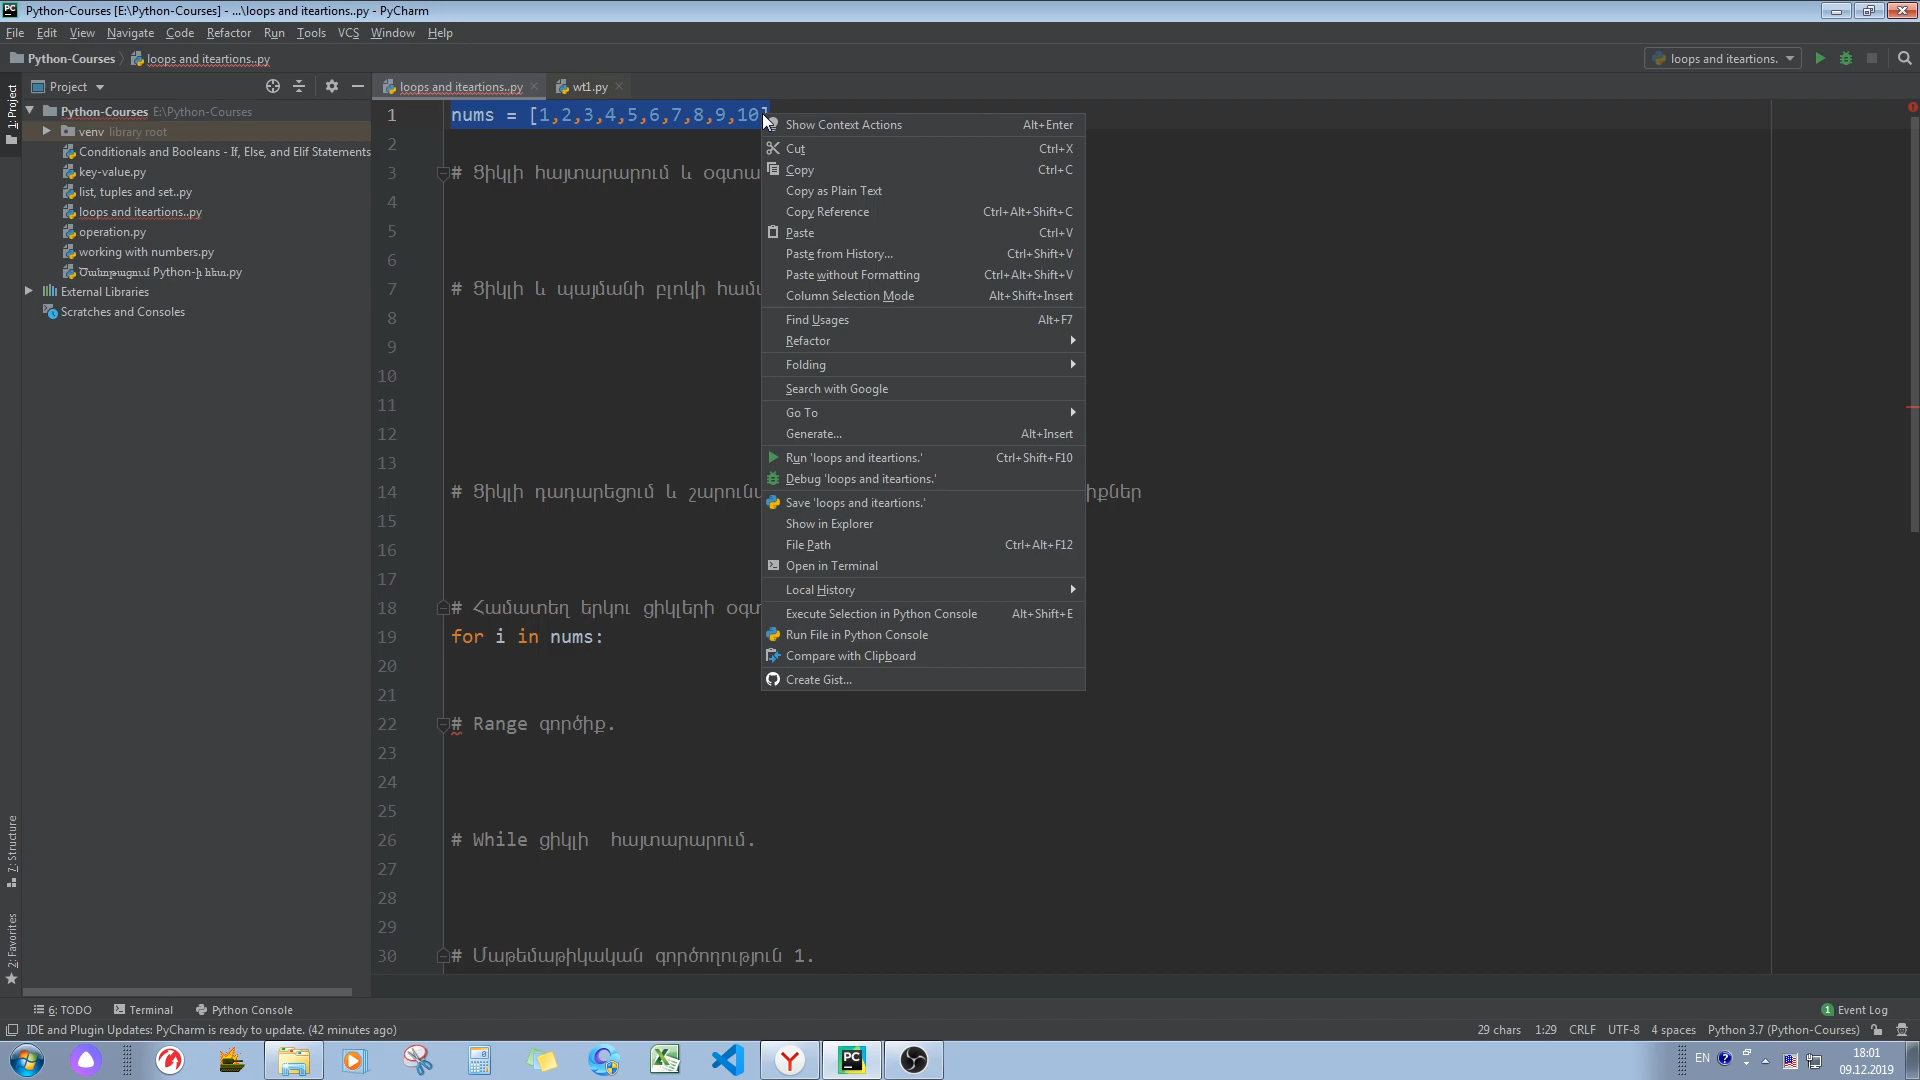 Python-Courses [E:\Python-Courses] - ...\loops and iteartions..py - PyCharm
File Edit View Navigate Code Refactor Run Tools VCS Window Help
Python-Courses loops and iteartions..py
loops and iteartions.
Project
loops and iteartions..py
wt1.py
1: Project
Python-Courses E:\Python-Courses
venv library root
Conditionals and Booleans - If, Else, and Elif Statements
key-value.py
list, tuples and set..py
loops and iteartions..py
operation.py
working with numbers.py
Ծանոթացում Python-ի հետ.py
External Libraries
Scratches and Consoles
7: Structure
2: Favorites
1 nums = [1,2,3,4,5,6,7,8,9,10]
2
3 # Ցիկլի հայտարարում և
4
5
6
7 # Ցիկլի և պայմանի բլոկի
8
9
10
11
12
13
14 # Ցիկլի դադարեցում և
15
16
17
18 # Համատեղ երկու ցիկլերի
19 for i in nums:
20
21
22 # Range գործիք.
23
24
25
26 # While ցիկլի հայտարարում.
27
28
29
30 # Մաթեմաթիկական գործողություն 1.
Show Context Actions Alt+Enter
Cut Ctrl+X
Copy Ctrl+C
Copy as Plain Text
Copy Reference Ctrl+Alt+Shift+C
Paste Ctrl+V
Paste from History... Ctrl+Shift+V
Paste without Formatting Ctrl+Alt+Shift+V
Column Selection Mode Alt+Shift+Insert
Find Usages Alt+F7
Refactor
Folding
Search with Google
Go To
Generate... Alt+Insert
Run 'loops and iteartions.' Ctrl+Shift+F10
Debug 'loops and iteartions.'
Save 'loops and iteartions.'
Show in Explorer
File Path Ctrl+Alt+F12
Open in Terminal
Local History
Execute Selection in Python Console Alt+Shift+E
Run File in Python Console
Compare with Clipboard
Create Gist...
6: TODO Terminal Python Console
1 Event Log
IDE and Plugin Updates: PyCharm is ready to update. (42 minutes ago)
29 chars 1:29 CRLF UTF-8 4 spaces Python 3.7 (Python-Courses)
EN
18:01
09.12.2019